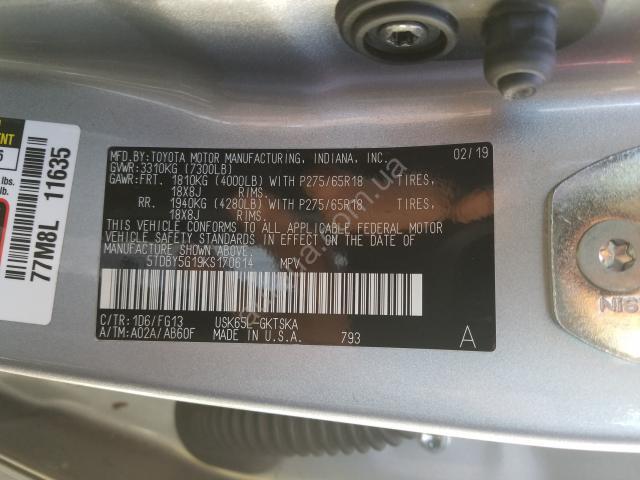 MFD.BY:TOYOTA MOTOR MANUFACTURING, INDIANA, INC. 02/19
GVWR:3310KG (7300LB)
GAWR:FRT. 1810KG (4000LB) WITH P275/65R18 TIRES,
18X8J RIMS,
RR. 1940KG (4280LB) WITH P275/65R18 TIRES,
18X8J RIMS.
THIS VEHICLE CONFORMS TO ALL APPLICABLE FEDERAL MOTOR
VEHICLE SAFETY STANDARDS IN EFFECT ON THE DATE OF
MANUFACTURE SHOWN ABOVE.
5TDBY5G19KS170614 MPV
C/TR:1D6/FG13 USK65L-GKTSKA
A/TM:A02A/AB60F MADE IN U.S.A. 793 A
77M8L 11635
lbs.